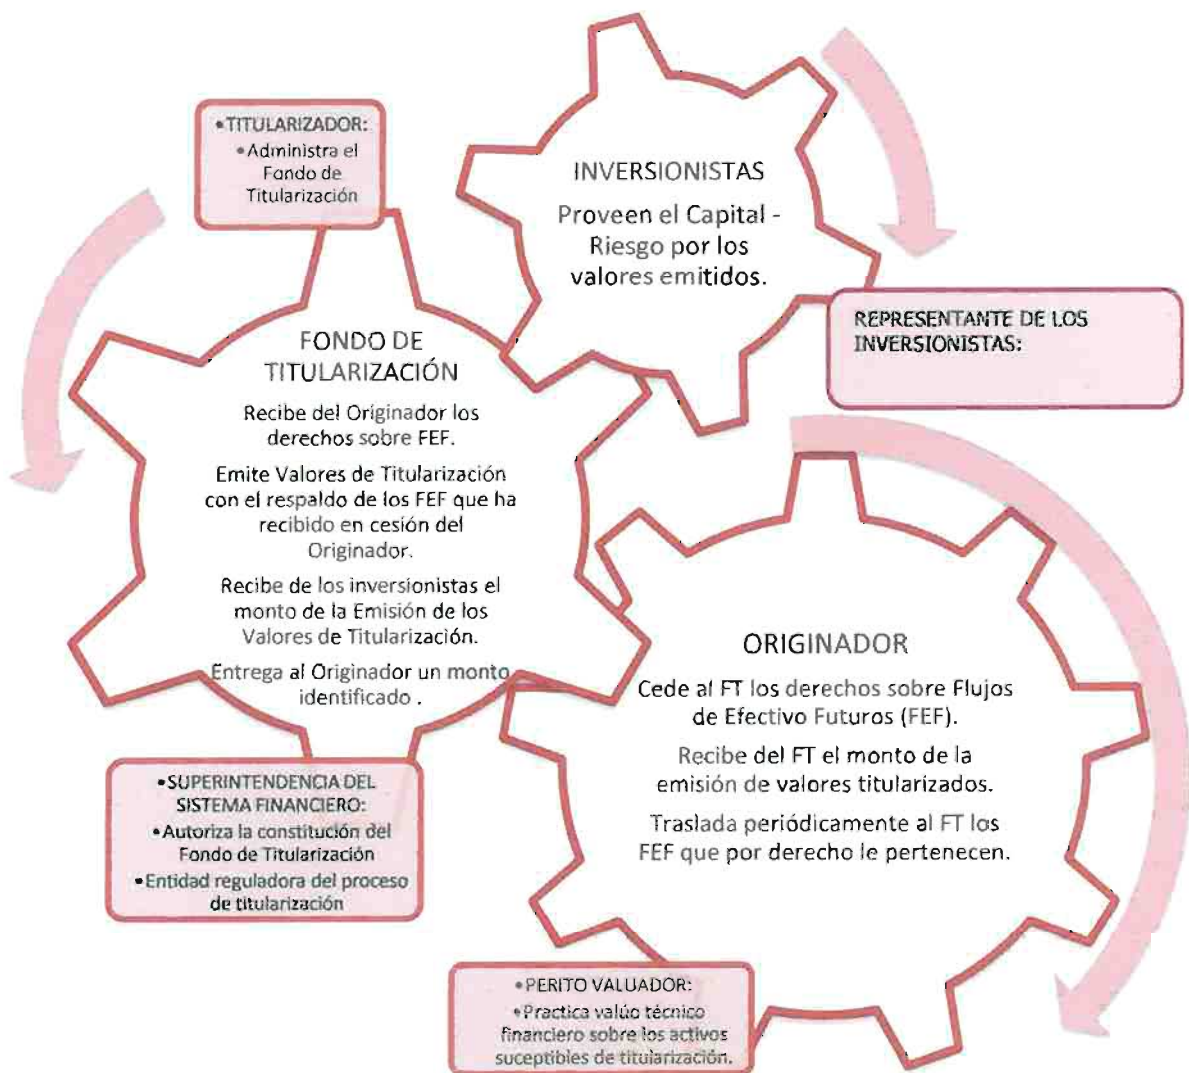 •TITULARIZADOR:
•Administra el
Fondo de
Titularización
INVERSIONISTAS
Proveen el Capital -
Riesgo por los
valores emitidos.
REPRESENTANTE DE LOS
INVERSIONISTAS:
FONDO DE
TITULARIZACIÓN
Recibe del Originador los
derechos sobre FEF.
Emite Valores de Titularización
con el respaldo de los FEF que ha
recibido en cesión del
Originador.
Recibe de los inversionistas el
monto de la Emisión de los
Valores de Titularización.
Entrega al Originador un monto
identificado .
•SUPERINTENDENCIA DEL
SISTEMA FINANCIERO:
•Autoriza la constitución del
Fondo de Titularización
•Entidad reguladora del proceso
de titularización
ORIGINADOR
Cede al FT los derechos sobre Flujos
de Efectivo Futuros (FEF).
Recibe del FT el monto de la
emisión de valores titularizados.
Traslada periódicamente al FT los
FEF que por derecho le pertenecen.
•PERITO VALUADOR:
•Practica valúo técnico
financiero sobre los activos
suceptibles de titularización.